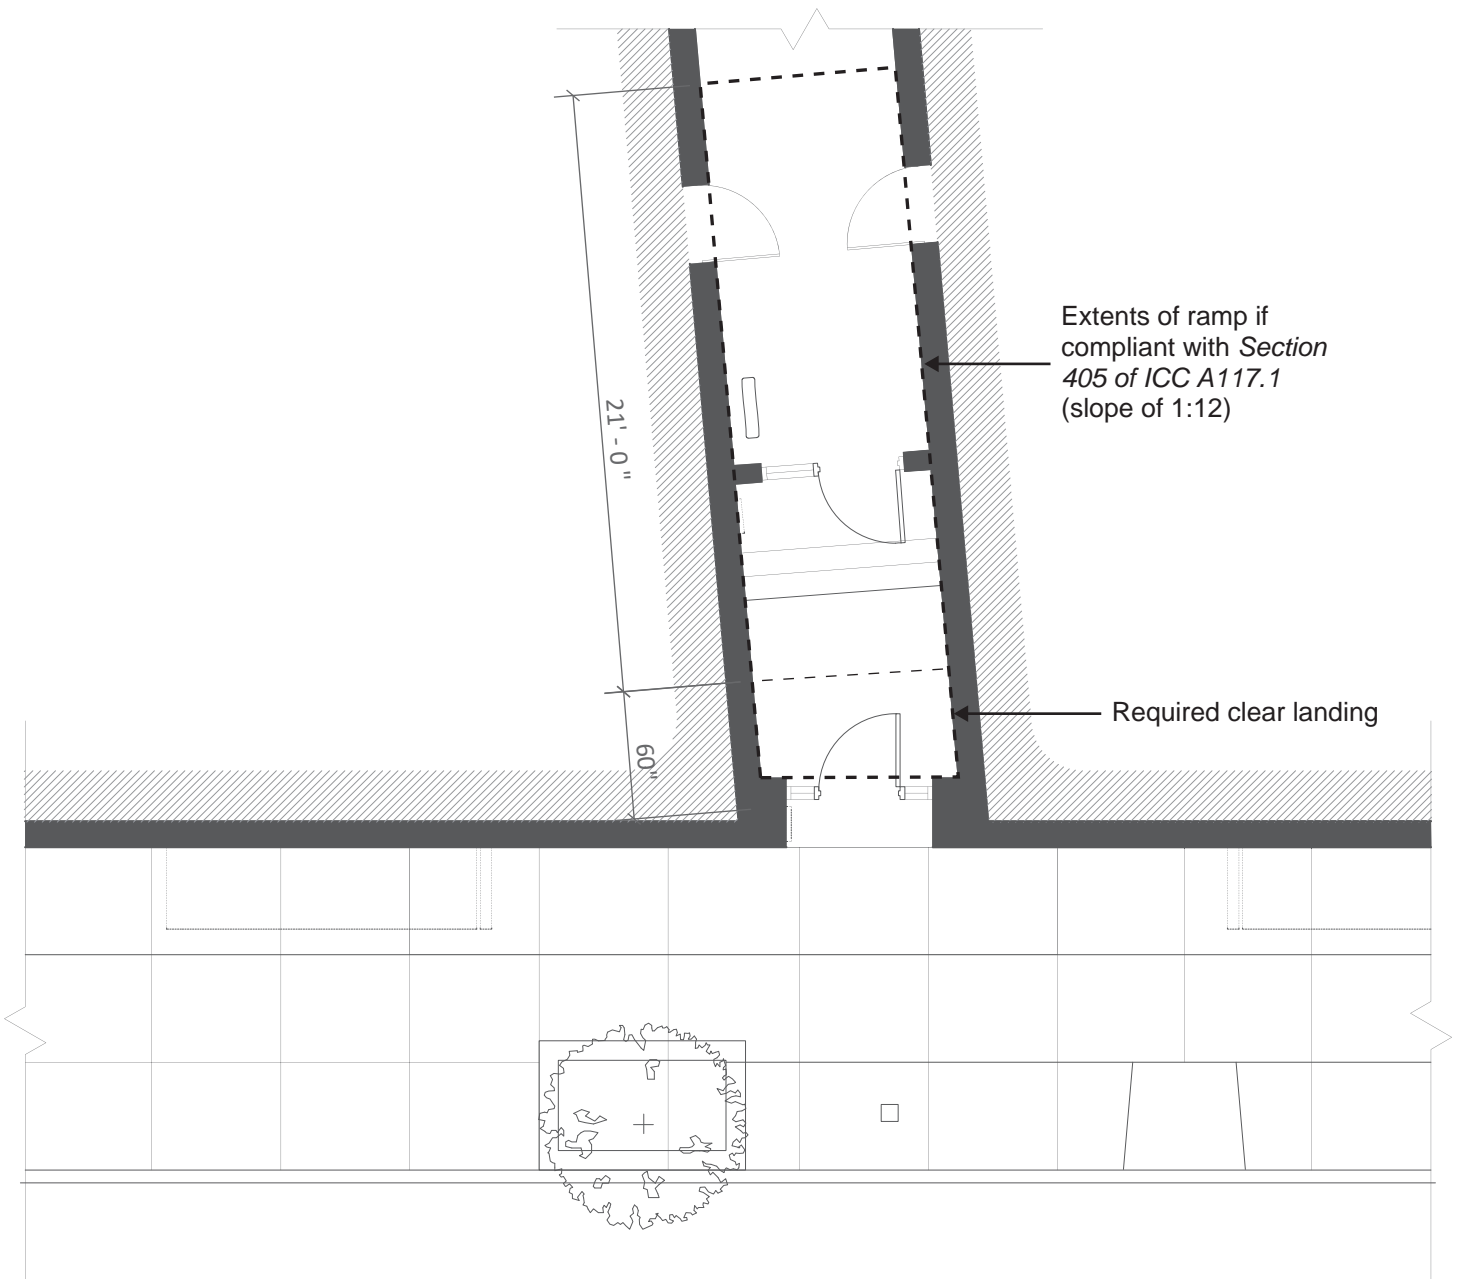 Extents of ramp if
compliant with Section
405 of ICC A117.1
(slope of 1:12)
21' - 0 "
Required clear landing
60"